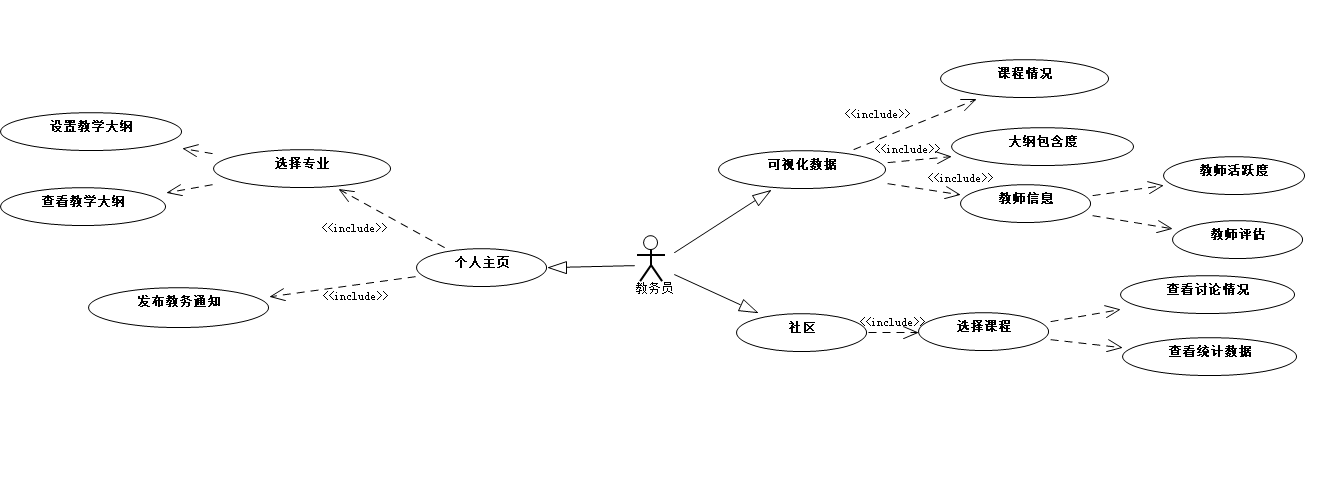 课程情况
<<include>>
设置教学大纲
大纲包含度
<<include>>
选择专业
可视化数据
教师活跃度
<<include>>
查看教学大纲
教师信息
<<include>>
教师评估
个人主页
教务员
查看讨论情况
<<include>>
发布教务通知
<<include>>
社区
选择课程
查看统计数据